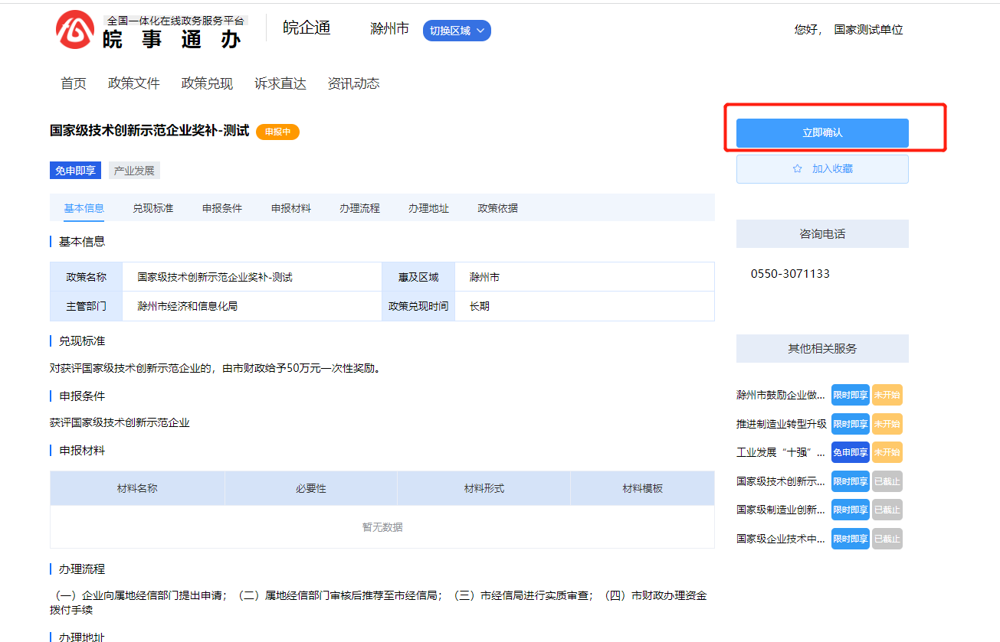 全国一体化在线政务服务平台
皖事通办
皖企通
滁州市
切换区域
您好， 国家测试单位
首页 政策文件 政策兑现 诉求直达 资讯动态
国家级技术创新示范企业奖补-测试 申报中
免申即享 产业发展
基本信息 兑现标准 申报条件 申报材料 办理流程 办理地址 政策依据
基本信息
政策名称 国家级技术创新示范企业奖补-测试 惠及区域 滁州市
主管部门 滁州市经济和信息化局 政策兑现时间 长期
兑现标准
对获评国家级技术创新示范企业的，由市财政给予50万元一次性奖励。
申报条件
获评国家级技术创新示范企业
申报材料
材料名称 必要性 材料形式 材料模板
暂无数据
办理流程
（一）企业向属地经信部门提出申请；（二）属地经信部门审核后推荐至市经信局；（三）市经信局进行实质审查；（四）市财政办理资金
拨付手续
办理地址
立即确认
加入收藏
咨询电话
0550-3071133
其他相关服务
滁州市鼓励企业做... 限时即享 未开始
推进制造业转型升级 限时即享 未开始
工业发展“十强”... 免申即享 未开始
国家级技术创新示... 限时即享 已截止
国家级制造业创新... 限时即享 已截止
国家级企业技术中... 限时即享 已截止